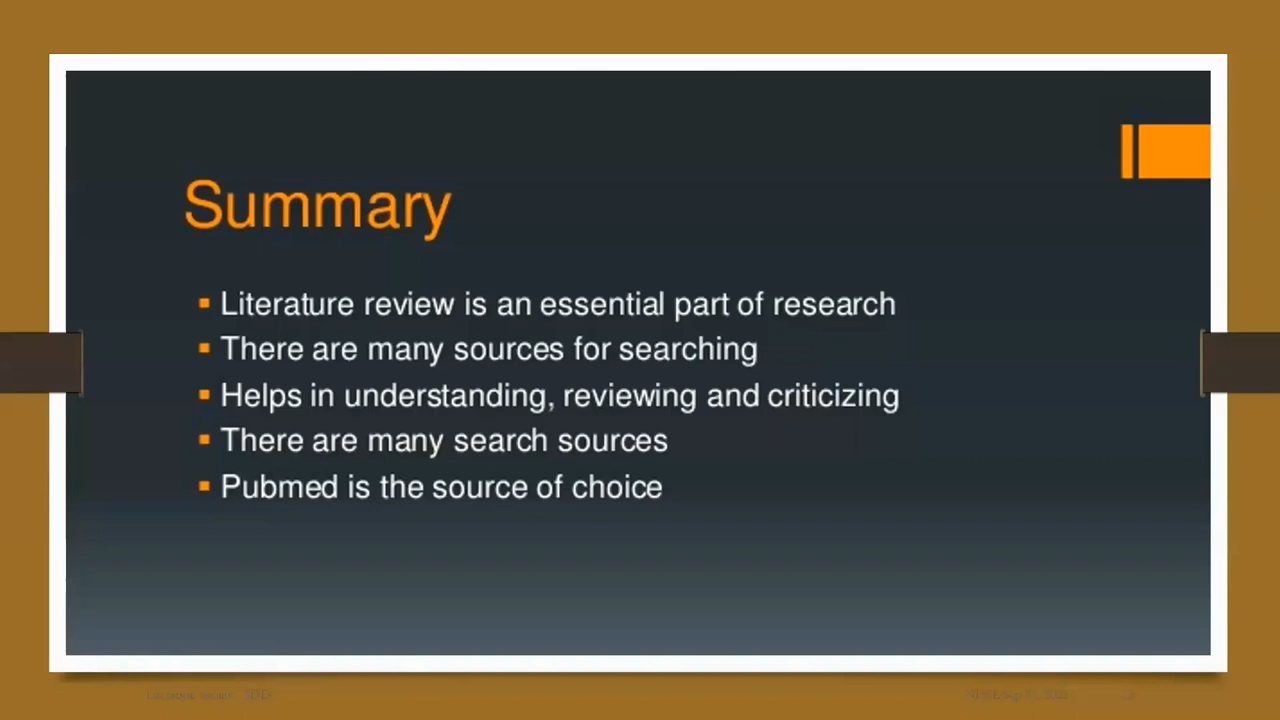 Summary
Literature review is an essential part of research
There are many sources for searching
Helps in understanding, reviewing and criticizing
There are many search sources
Pubmed is the source of choice